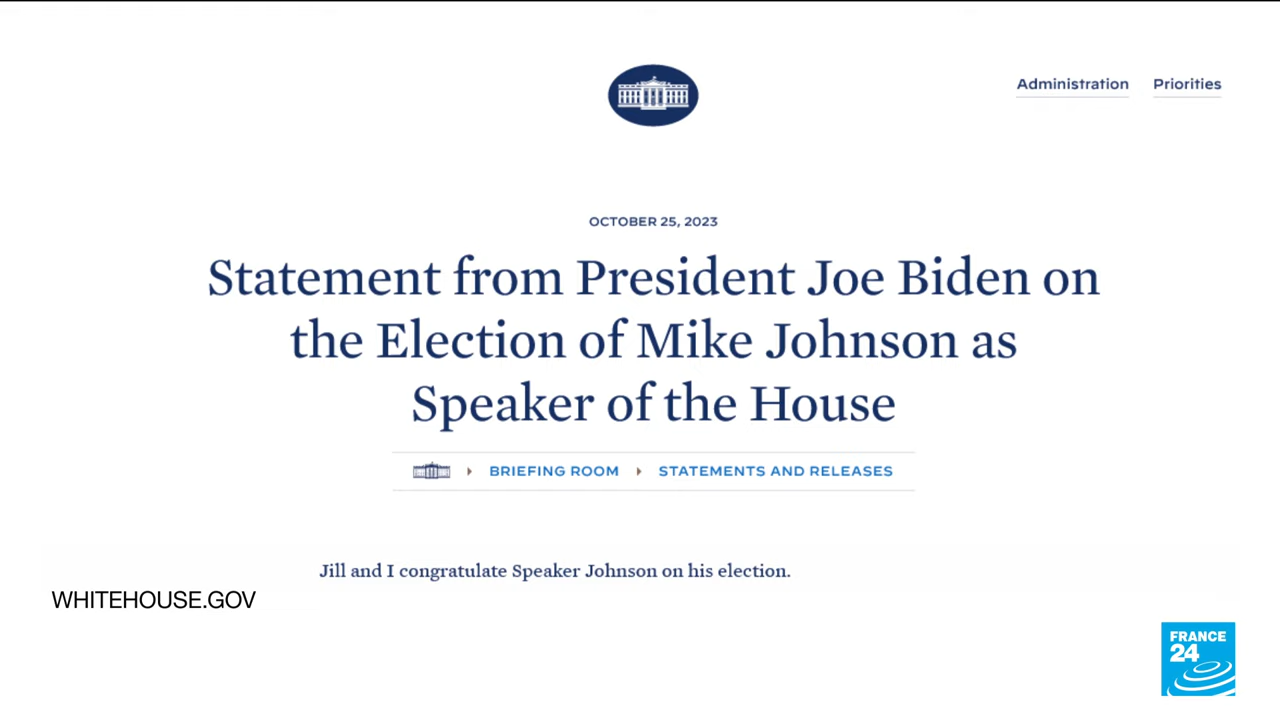 Administration Priorities
OCTOBER 25, 2023
Statement from President Joe Biden on
the Election of Mike Johnson as
Speaker of the House
BRIEFING ROOM STATEMENTS AND RELEASES
Jill and I congratulate Speaker Johnson on his election.
WHITEHOUSE.GOV
FRANCE
24